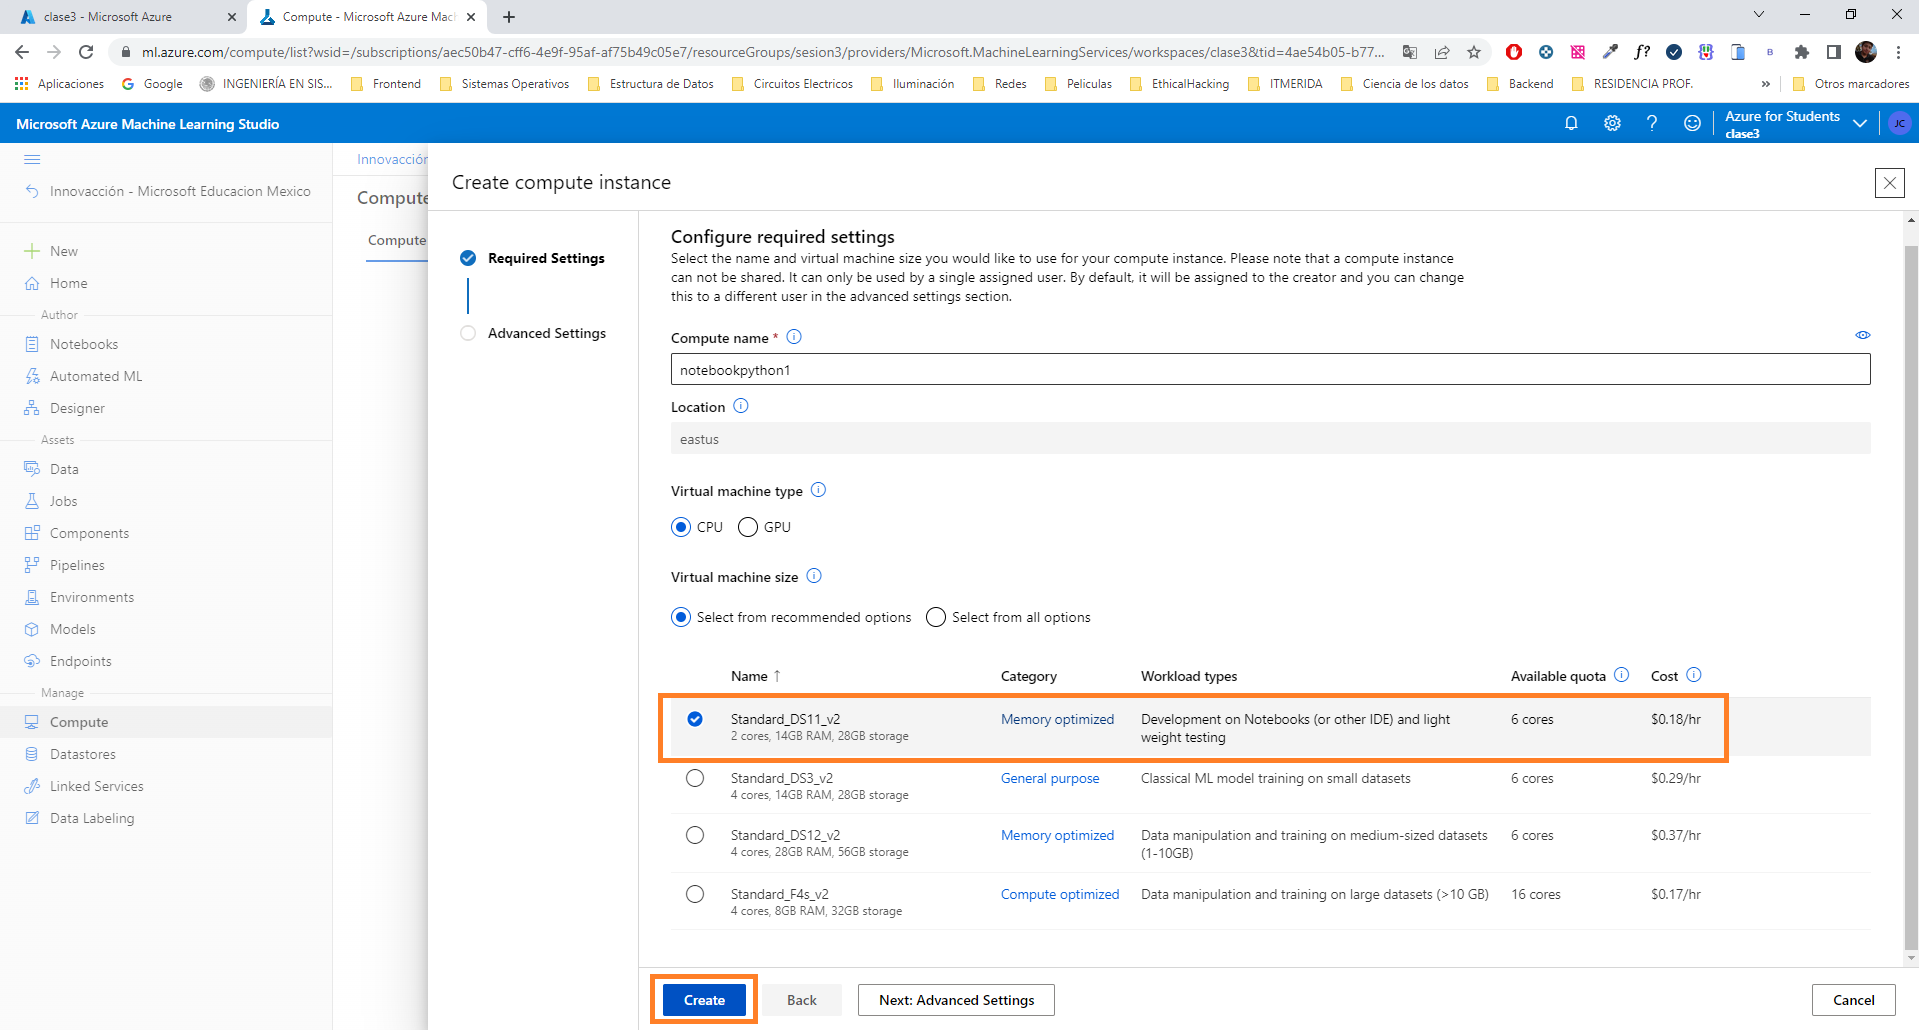 clase3 - Microsoft Azure
Compute - Microsoft Azure Mach
ml.azure.com/compute/list?wsid=/subscriptions/aec50b47-cff6-4e9f-95af-af75b49c05e7/resourceGroups/sesion3/providers/Microsoft.MachineLearningServices/workspaces/clase3&tid=4ae54b05-b77...
f?
B
Aplicaciones
Google
INGENIERÍA EN SIS...
Frontend
Sistemas Operativos
Estructura de Datos
Circuitos Electricos
Iluminación
Redes
Peliculas
EthicalHacking
ITMERIDA
Ciencia de los datos
Backend
RESIDENCIA PROF.
»
Otros marcadores
Microsoft Azure Machine Learning Studio
Azure for Students
clase3
JC
Innovacción - Microsoft Educacion Mexico
New
Home
Author
Notebooks
Automated ML
Designer
Assets
Data
Jobs
Components
Pipelines
Environments
Models
Endpoints
Manage
Compute
Datastores
Linked Services
Data Labeling
Innovacción
Compute
Compute
Create compute instance
Required Settings
Advanced Settings
Configure required settings
Select the name and virtual machine size you would like to use for your compute instance. Please note that a compute instance
can not be shared. It can only be used by a single assigned user. By default, it will be assigned to the creator and you can change
this to a different user in the advanced settings section.
Compute name *
notebookpython1
Location
eastus
Virtual machine type
CPU GPU
Virtual machine size
Select from recommended options Select from all options
Name ↑ Category Workload types Available quota Cost
Standard_DS11_v2 Memory optimized Development on Notebooks (or other IDE) and light 6 cores $0.18/hr
2 cores, 14GB RAM, 28GB storage weight testing
Standard_DS3_v2 General purpose Classical ML model training on small datasets 6 cores $0.29/hr
4 cores, 14GB RAM, 28GB storage
Standard_DS12_v2 Memory optimized Data manipulation and training on medium-sized datasets 6 cores $0.37/hr
4 cores, 28GB RAM, 56GB storage (1-10GB)
Standard_F4s_v2 Compute optimized Data manipulation and training on large datasets (>10 GB) 16 cores $0.17/hr
4 cores, 8GB RAM, 32GB storage
Create
Back
Next: Advanced Settings
Cancel